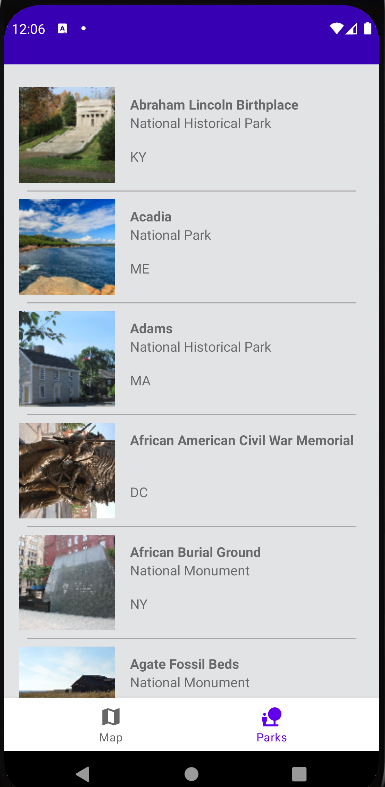 12:06
A
Abraham Lincoln Birthplace
National Historical Park
KY
Acadia
National Park
ME
Adams
National Historical Park
MA
African American Civil War Memorial
DC
African Burial Ground
National Monument
NY
Agate Fossil Beds
National Monument
Map
Parks